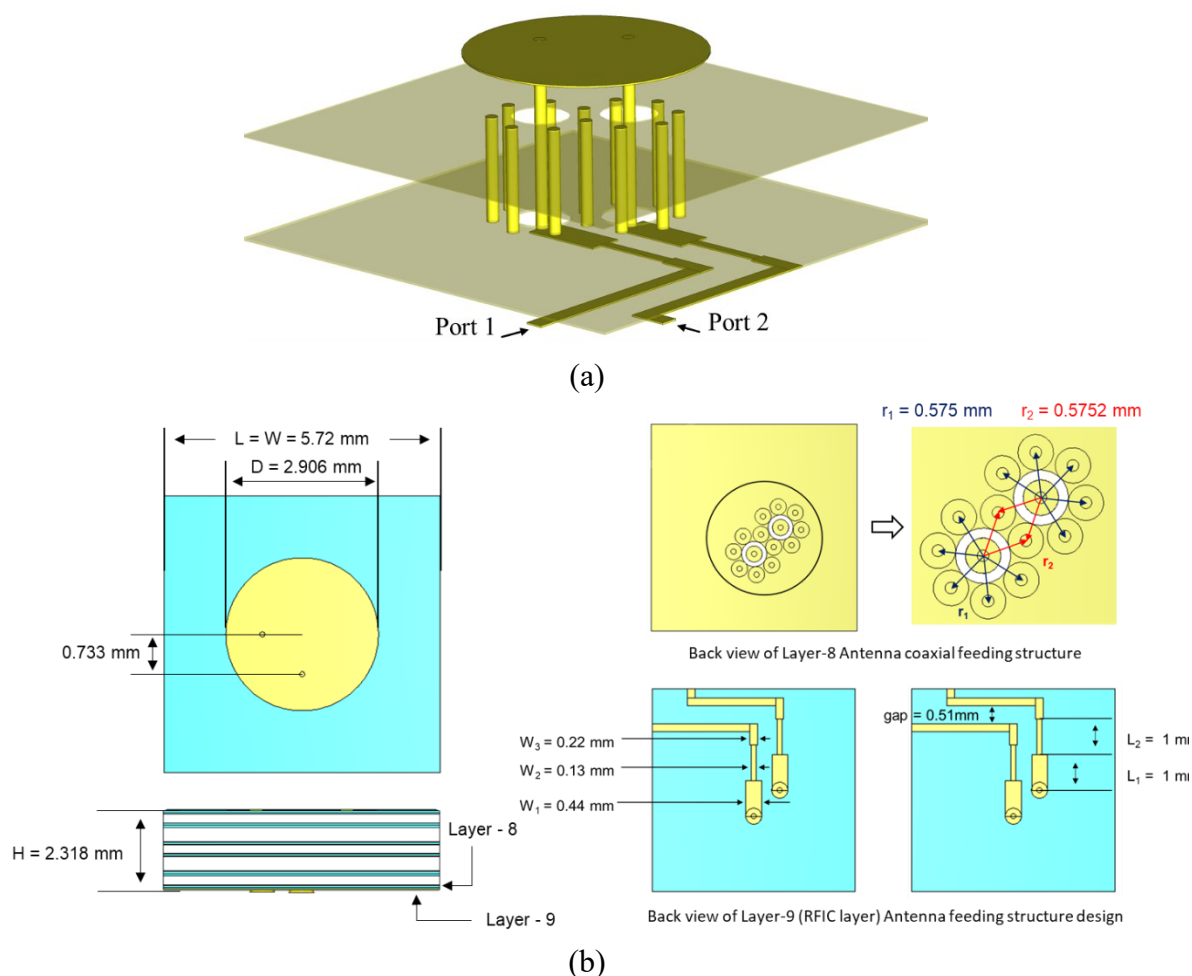 Port 1
Port 2
(a)
L = W = 5.72 mm
D = 2.906 mm
0.733 mm
H = 2.318 mm
Layer - 8
Layer - 9
r₁ = 0.575 mm
r₂ = 0.5752 mm
r₂
r₁
Back view of Layer-8 Antenna coaxial feeding structure
W₃ = 0.22 mm
W₂ = 0.13 mm
W₁ = 0.44 mm
gap = 0.51mm
L₂ = 1 m
L₁ = 1 m
Back view of Layer-9 (RFIC layer) Antenna feeding structure design
(b)